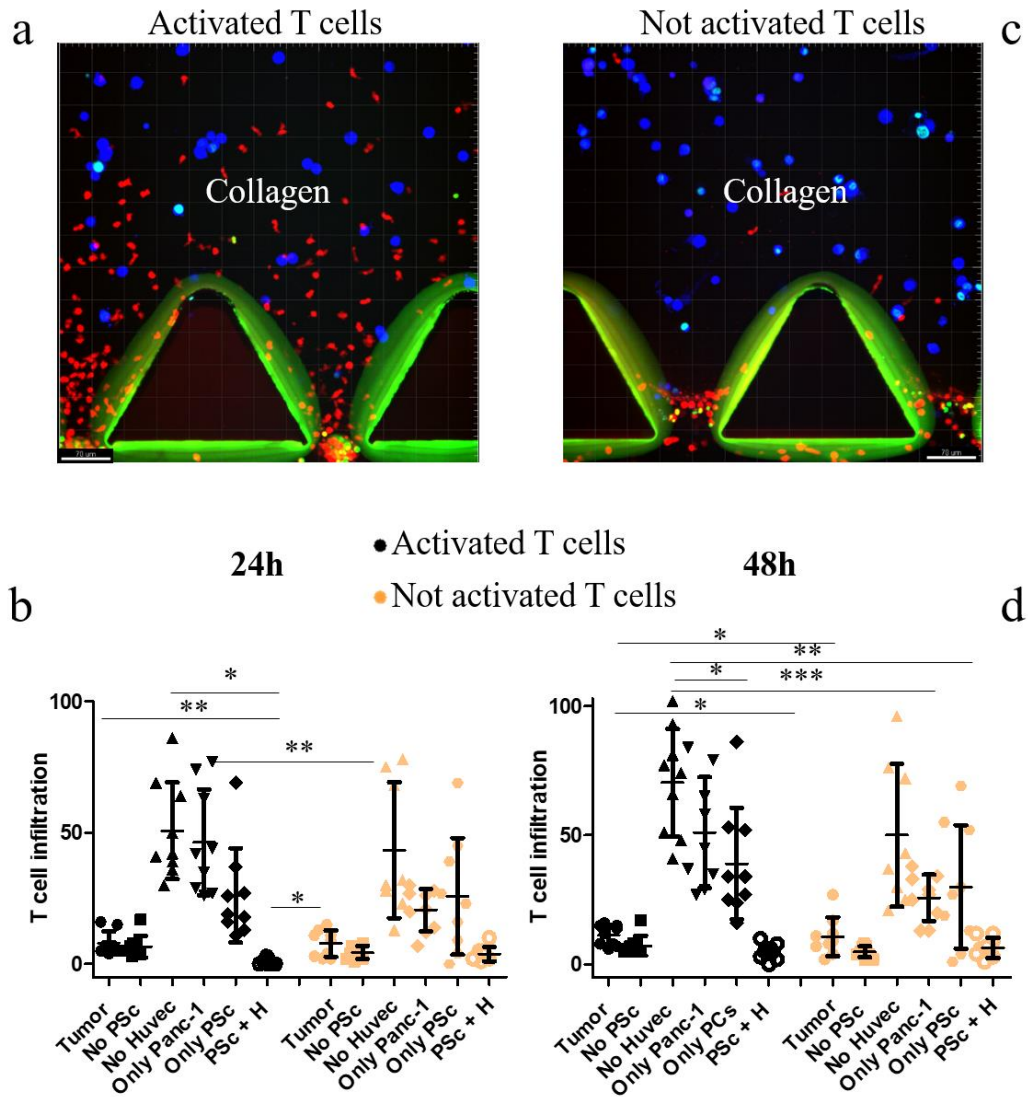 a
Activated T cells
Not activated T cells
c
Collagen
Collagen
70 µm
70 µm
Activated T cells
24h
48h
Not activated T cells
b
d
*
**
**
*
100
50
0
T cell infiltration
Tumor
No PSc
No Huvec
Only Panc-1
Only PSc
PSc + H
Tumor
No PSc
No Huvec
Only Panc-1
Only PSc
PSc + H
*
**
*
***
*
100
50
0
T cell infiltration
Tumor
No PSc
No Huvec
Only Panc-1
Only PCs
PSc + H
Tumor
No PSc
No Huvec
Only Panc-1
Only PSc
PSc + H